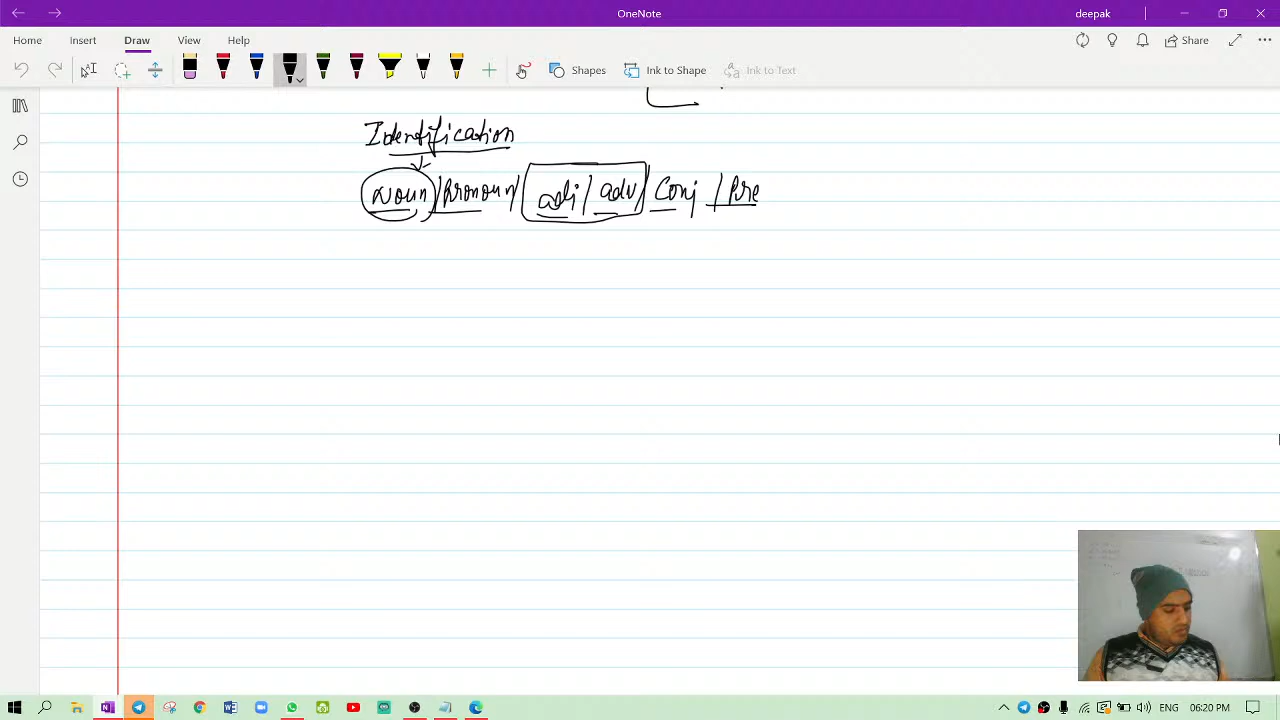 OneNote
deepak
Home Insert Draw View Help
Share
Shapes Ink to Shape Ink to Text
Identification
Noun/Pronoun/adj/adv/Conj/Pre
ENG 06:20 PM